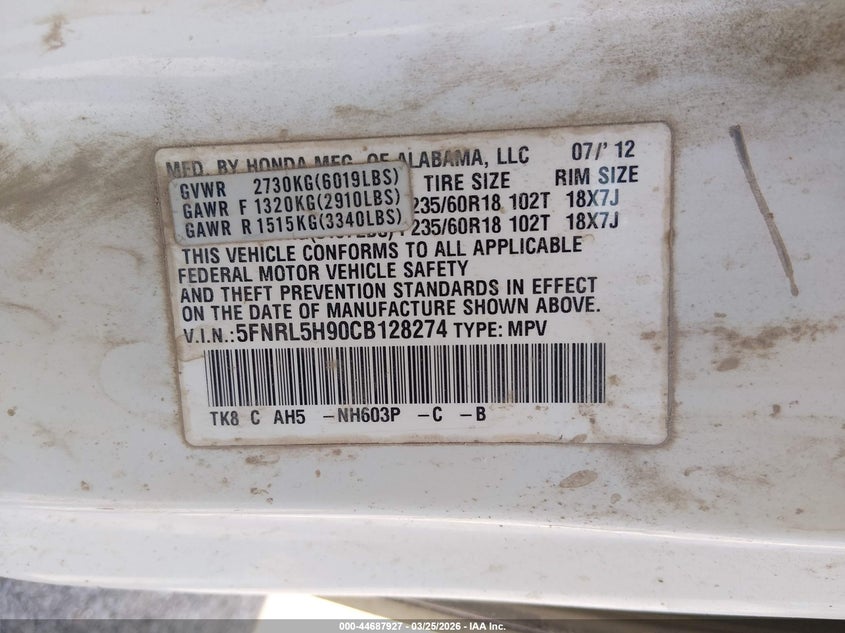 MFD. BY HONDA MFG. OF ALABAMA, LLC 07/' 12
GVWR 2730KG(6019LBS) TIRE SIZE RIM SIZE
GAWR F 1320KG(2910LBS) 235/60R18 102T 18X7J
GAWR R 1515KG(3340LBS) 235/60R18 102T 18X7J
THIS VEHICLE CONFORMS TO ALL APPLICABLE
FEDERAL MOTOR VEHICLE SAFETY
AND THEFT PREVENTION STANDARDS IN EFFECT
ON THE DATE OF MANUFACTURE SHOWN ABOVE.
V.I.N.:5FNRL5H90CB128274 TYPE: MPV
TK8 C AH5 -NH603P -C -B
000-44687927 - 03/25/2026 - IAA Inc.